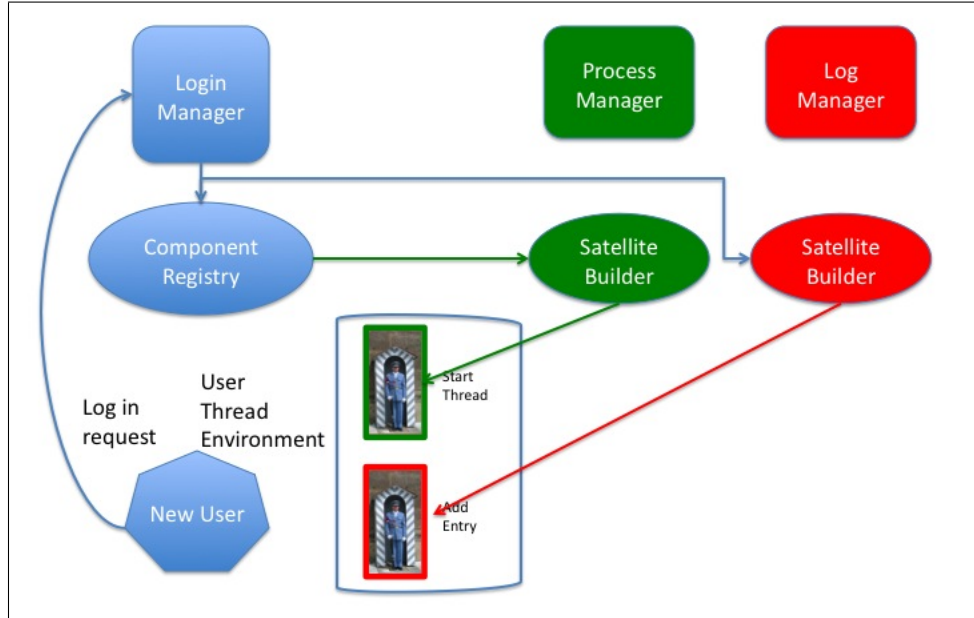 Login
Manager
Process
Manager
Log
Manager
Component
Registry
Satellite
Builder
Satellite
Builder
Start
Thread
User
Thread
Environment
Log in
request
New User
Add
Entry